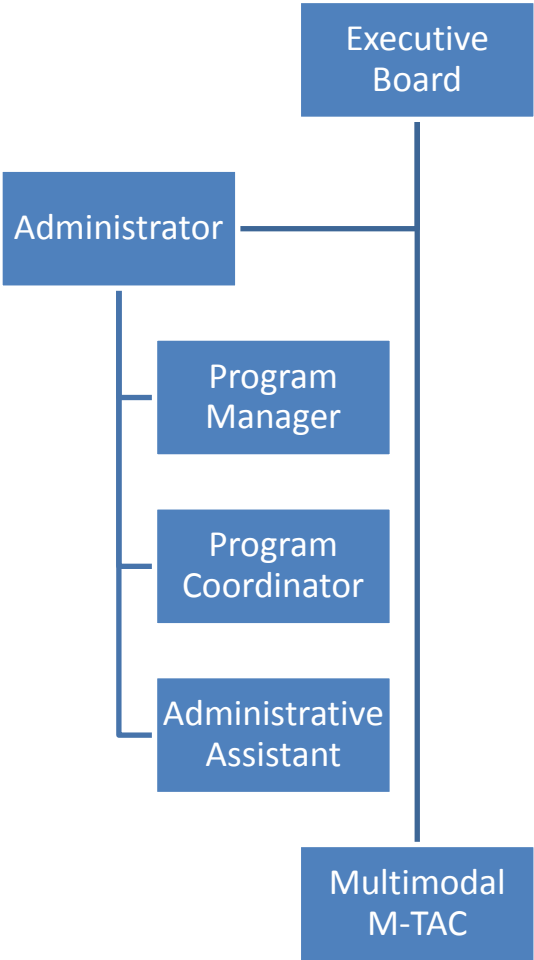 Executive
Board
Administrator
Program
Manager
Program
Coordinator
Administrative
Assistant
Multimodal
M-TAC